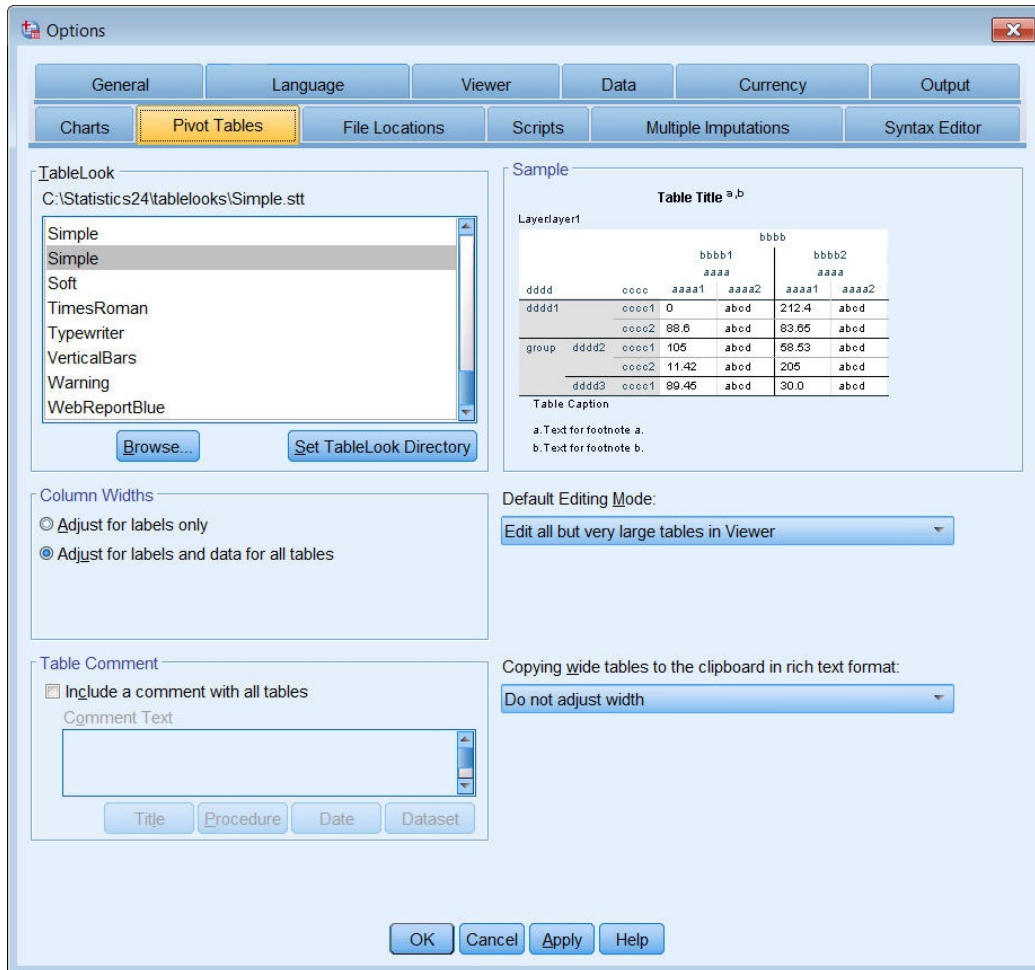 Options
General Language Viewer Data Currency Output
Charts Pivot Tables File Locations Scripts Multiple Imputations Syntax Editor
TableLook
C:\Statistics24\tablelooks\Simple.stt
Simple
Simple
Soft
TimesRoman
Typewriter
VerticalBars
Warning
WebReportBlue
Browse... Set TableLook Directory
Sample
Table Title a,b
Layer:layer1
bbbb
bbbb1 bbbb2
aaaa aaaa
dddd cccc aaaa1 aaaa2 aaaa1 aaaa2
dddd1 cccc1 0 abcd 212.4 abcd
cccc2 88.6 abcd 83.65 abcd
group dddd2 cccc1 105 abcd 58.53 abcd
cccc2 11.42 abcd 205 abcd
dddd3 cccc1 89.45 abcd 30.0 abcd
Table Caption
a.Text for footnote a.
b.Text for footnote b.
Column Widths
Adjust for labels only
Adjust for labels and data for all tables
Default Editing Mode:
Edit all but very large tables in Viewer
Table Comment
Include a comment with all tables
Comment Text
Title Procedure Date Dataset
Copying wide tables to the clipboard in rich text format:
Do not adjust width
OK Cancel Apply Help